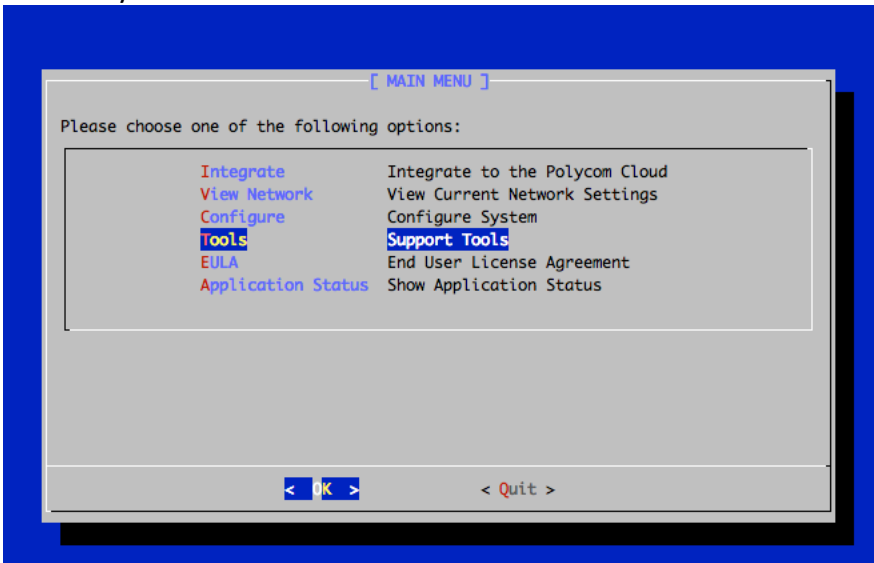 [ MAIN MENU ]
Please choose one of the following options:
Integrate Integrate to the Polycom Cloud
View Network View Current Network Settings
Configure Configure System
Tools Support Tools
EULA End User License Agreement
Application Status Show Application Status
< OK > < Quit >